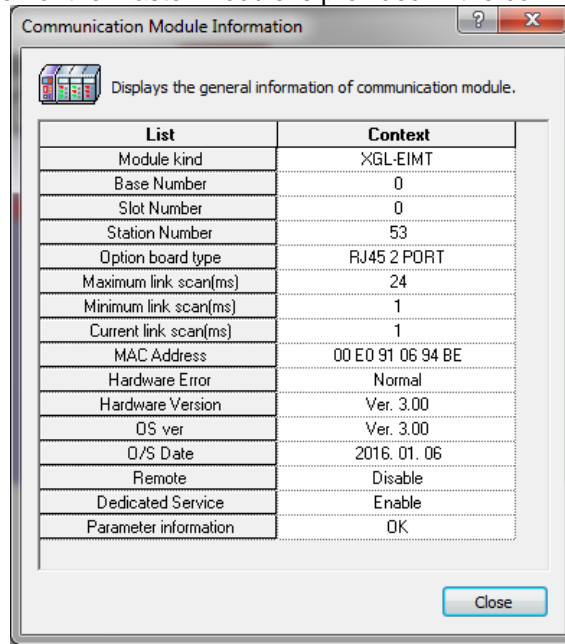 Communication Module Information
Displays the general information of communication module.
List Context
Module kind XGL-EIMT
Base Number 0
Slot Number 0
Station Number 53
Option board type RJ45 2 PORT
Maximum link scan(ms) 24
Minimum link scan(ms) 1
Current link scan(ms) 1
MAC Address 00 E0 91 06 94 BE
Hardware Error Normal
Hardware Version Ver. 3.00
OS ver Ver. 3.00
O/S Date 2016. 01. 06
Remote Disable
Dedicated Service Enable
Parameter information OK
Close